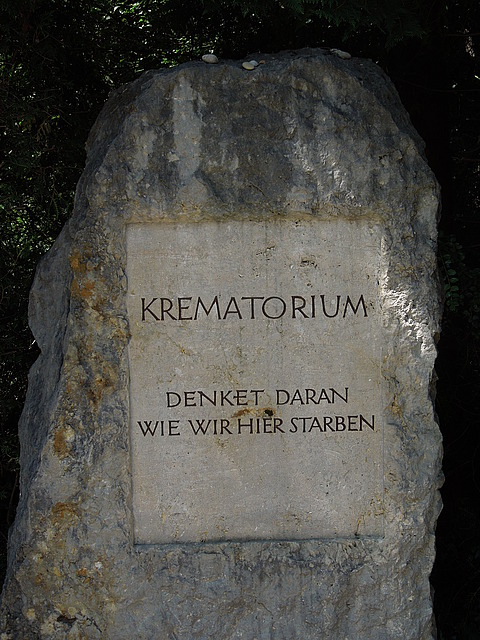 KREMATORIUM
DENKET DARAN
WIE WIR HIER STARBEN